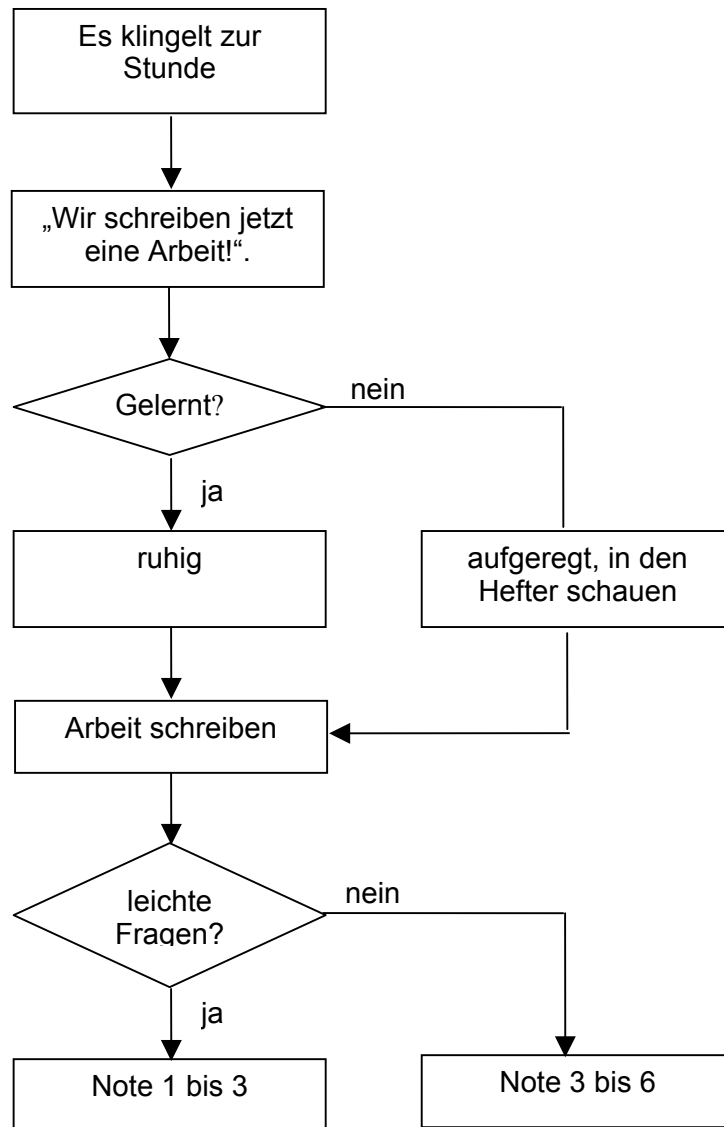 Es klingelt zur
Stunde
„Wir schreiben jetzt
eine Arbeit!“.
Gelernt?
nein
ja
ruhig
aufgeregt, in den
Hefter schauen
Arbeit schreiben
leichte
Fragen?
nein
ja
Note 1 bis 3
Note 3 bis 6